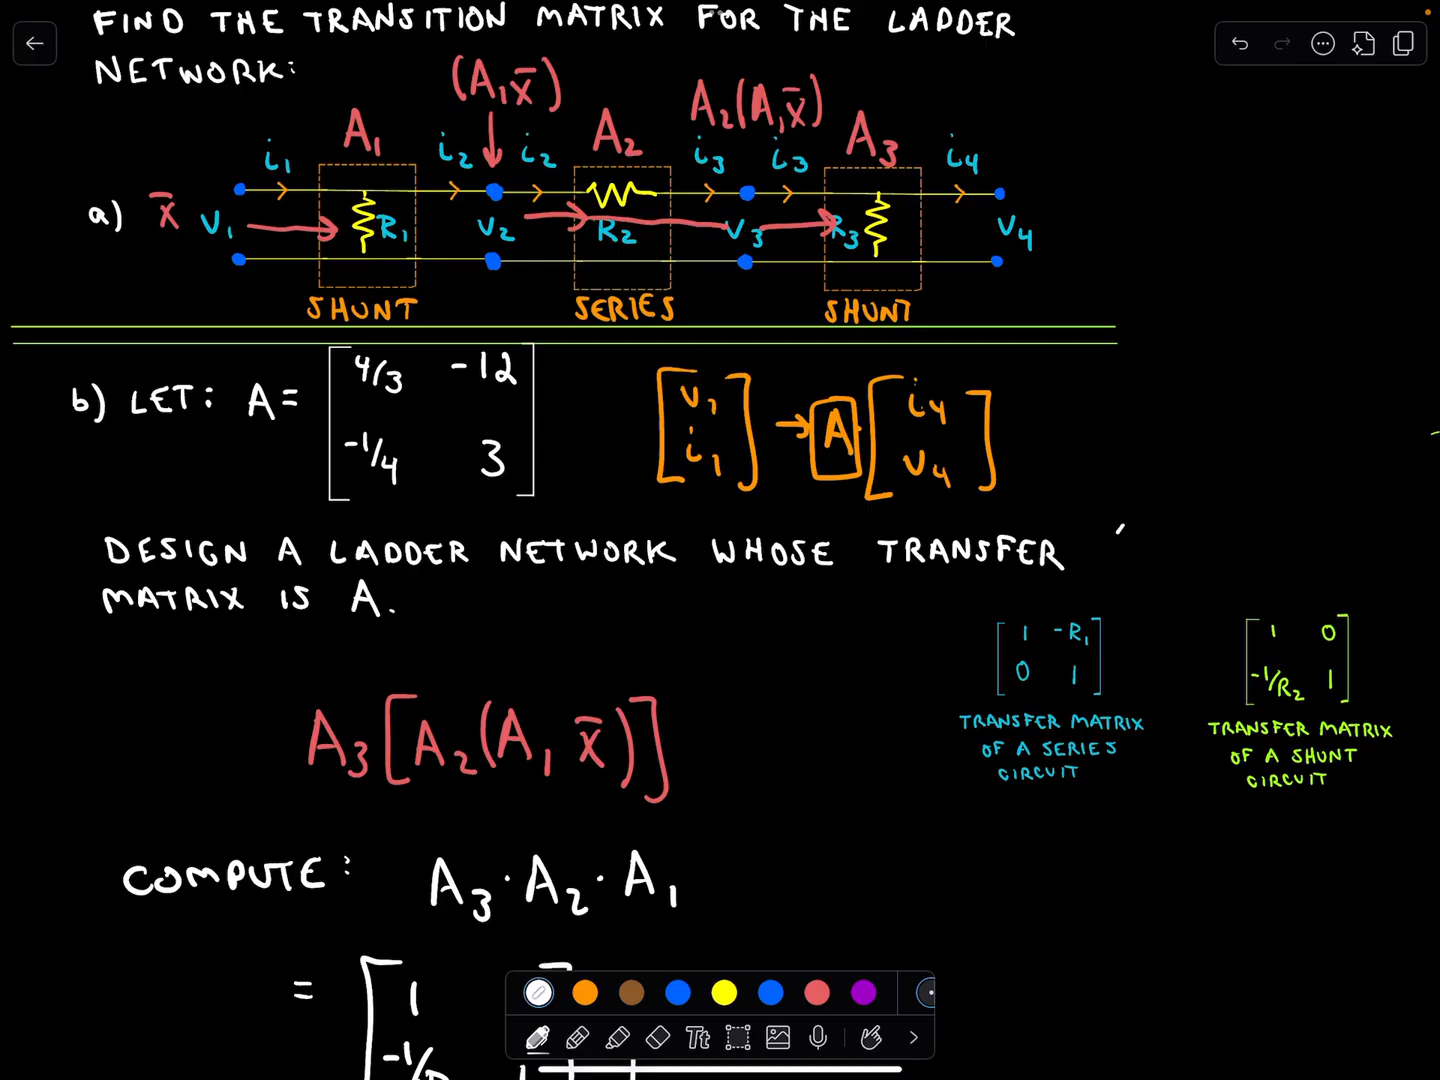 FIND THE TRANSITION MATRIX FOR THE LADDER
NETWORK:
(A₁x̄)
A₂(A₁x̄)
A₁
A₂
A₃
i₁
i₂
i₂
i₃
i₃
i₄
a)
x̄
V₁
R₁
V₂
R₂
V₃
R₃
V₄
SHUNT
SERIES
SHUNT
b) LET: A = [4/3 -12
-1/4 3]
[V₁ → A [i₄
i₁] V₄]
DESIGN A LADDER NETWORK WHOSE TRANSFER
MATRIX IS A.
[1 -R₁
0 1]
TRANSFER MATRIX
OF A SERIES
CIRCUIT
[1 0
-1/R₂ 1]
TRANSFER MATRIX
OF A SHUNT
CIRCUIT
A₃[A₂(A₁ x̄)]
COMPUTE: A₃ · A₂ · A₁
= [1
Tt